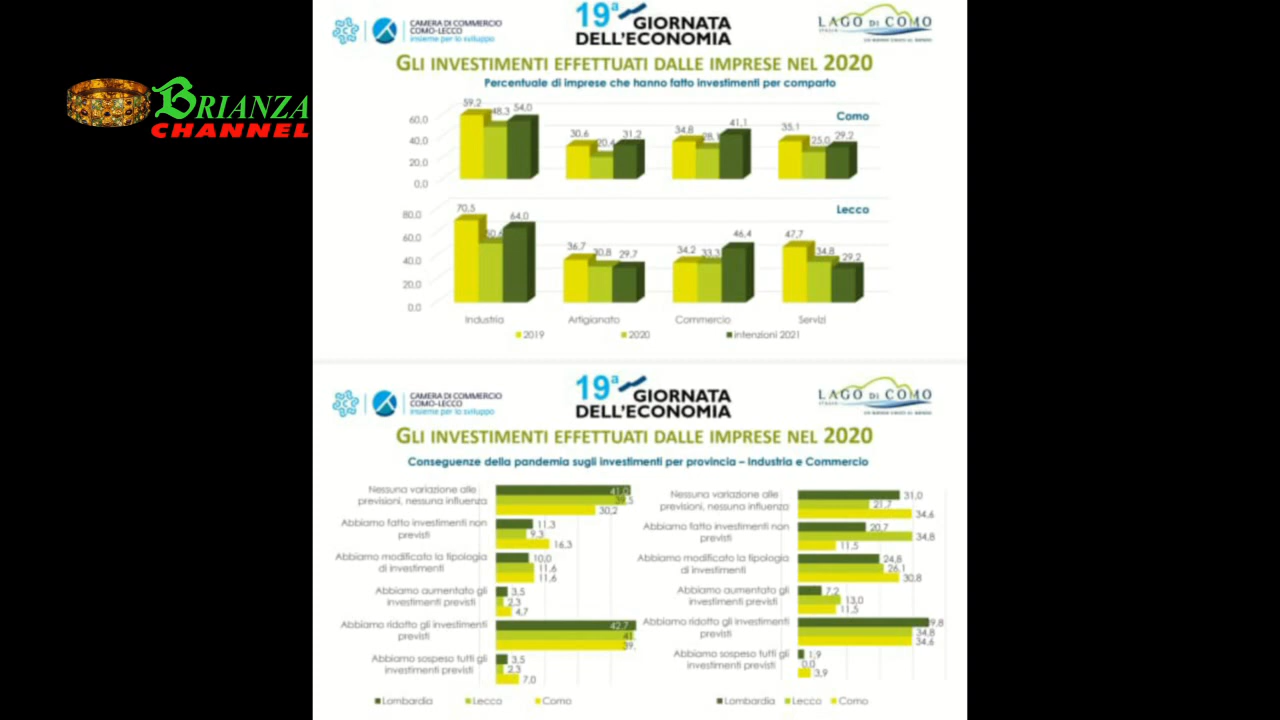 BRIANZA
CHANNEL
CAMERA DI COMMERCIO
COMO-LECCO
insieme per lo sviluppo
19ª GIORNATA
DELL'ECONOMIA
LAGO DI COMO
GLI INVESTIMENTI EFFETTUATI DALLE IMPRESE NEL 2020
Percentuale di imprese che hanno fatto investimenti per comparto
Como
60,0
40,0
20,0
0,0
59,2 48,3 54,0
30,6 20,4 31,2
34,8 41,1
35,1 25,0 29,2
Lecco
80,0
60,0
40,0
20,0
0,0
70,5 64,0
36,7 30,8 29,7
34,2 33,3 46,4
47,7 34,8 29,2
Industria Artigianato Commercio Servizi
2019 2020 intenzioni 2021
CAMERA DI COMMERCIO
COMO-LECCO
insieme per lo sviluppo
19ª GIORNATA
DELL'ECONOMIA
LAGO DI COMO
GLI INVESTIMENTI EFFETTUATI DALLE IMPRESE NEL 2020
Conseguenze della pandemia sugli investimenti per provincia – Industria e Commercio
Nessuna variazione alle
previsioni, nessuna influenza
41,0
39,5
30,2
Abbiamo fatto investimenti non
previsti
11,3
9,3
16,3
Abbiamo modificato la tipologia
di investimenti
10,0
11,6
11,6
Abbiamo aumentato gli
investimenti previsti
3,5
2,3
4,7
Abbiamo ridotto gli investimenti
previsti
42,7
41
39,
Abbiamo sospeso tutti gli
investimenti previsti
3,5
2,3
7,0
Lombardia Lecco Como
Nessuna variazione alle
previsioni, nessuna influenza
31,0
21,7
34,6
Abbiamo fatto investimenti non
previsti
20,7
34,8
11,5
Abbiamo modificato la tipologia
di investimenti
24,8
26,1
30,8
Abbiamo aumentato gli
investimenti previsti
7,2
13,0
11,5
Abbiamo ridotto gli investimenti
previsti
9,8
34,8
34,6
Abbiamo sospeso tutti gli
investimenti previsti
1,9
0,0
3,9
Lombardia Lecco Como